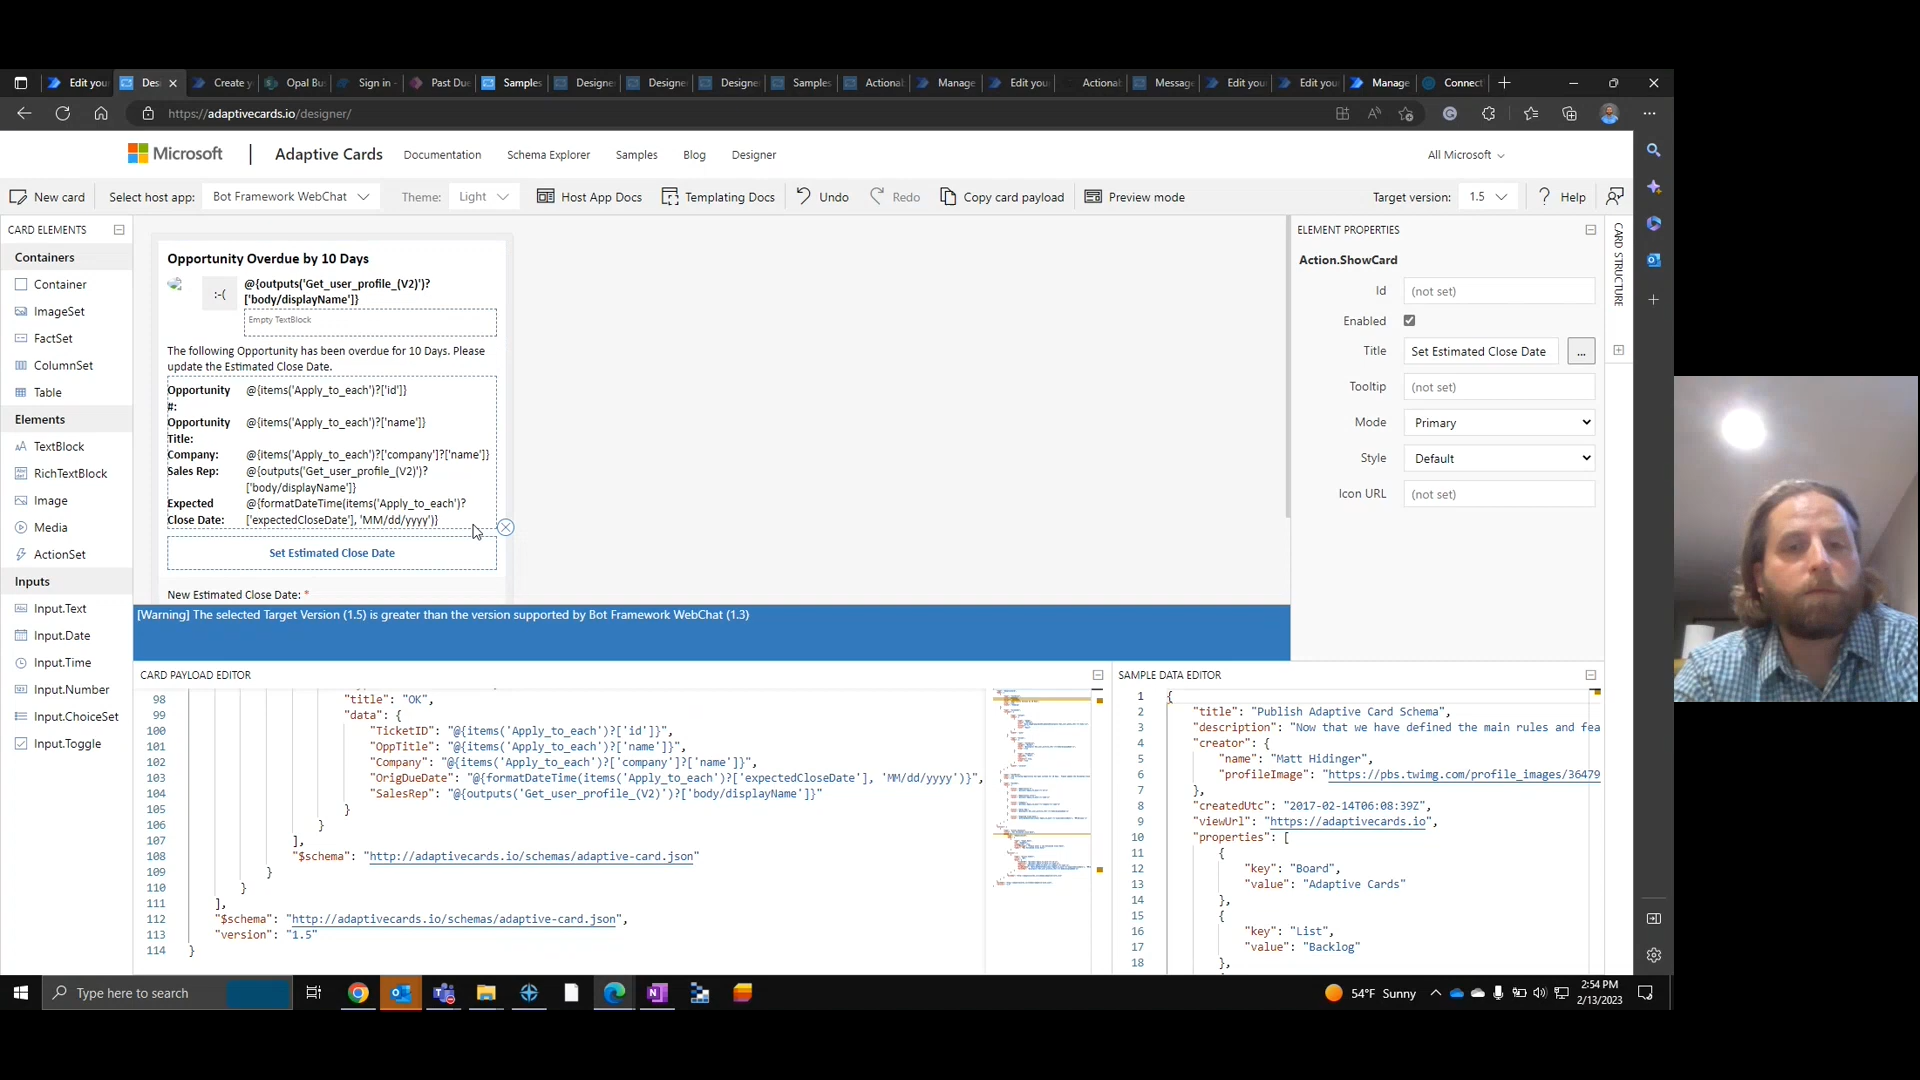 Edit you
Des
Create y
Opal Bu
Sign in -
Past Due
Samples
Designe
Designe
Designe
Samples
Actionab
Manage
Edit you
Actionab
Message
Edit you
Edit you
Manage
Connect
https://adaptivecards.io/designer/
Microsoft
Adaptive Cards
Documentation
Schema Explorer
Samples
Blog
Designer
All Microsoft
New card
Select host app:
Bot Framework WebChat
Theme:
Light
Host App Docs
Templating Docs
Undo
Redo
Copy card payload
Preview mode
Target version:
1.5
Help
CARD ELEMENTS
Containers
Container
ImageSet
FactSet
ColumnSet
Table
Elements
TextBlock
RichTextBlock
Image
Media
ActionSet
Inputs
Input.Text
Input.Date
Input.Time
Input.Number
Input.ChoiceSet
Input.Toggle
Opportunity Overdue by 10 Days
:-(
@{outputs('Get_user_profile_(V2)')?
['body/displayName']}
Empty TextBlock
The following Opportunity has been overdue for 10 Days. Please
update the Estimated Close Date.
Opportunity @{items('Apply_to_each')?['id']}
#:
Opportunity @{items('Apply_to_each')?['name']}
Title:
Company: @{items('Apply_to_each')?['company']?['name']}
Sales Rep: @{outputs('Get_user_profile_(V2)')?
['body/displayName']}
Expected @{formatDateTime(items('Apply_to_each')?
Close Date: ['expectedCloseDate'], 'MM/dd/yyyy')}
Set Estimated Close Date
New Estimated Close Date: *
[Warning] The selected Target Version (1.5) is greater than the version supported by Bot Framework WebChat (1.3)
ELEMENT PROPERTIES
Action.ShowCard
Id (not set)
Enabled
Title Set Estimated Close Date ...
Tooltip (not set)
Mode Primary
Style Default
Icon URL (not set)
CARD STRUCTURE
CARD PAYLOAD EDITOR
98 "title": "OK",
99 "data": {
100 "TicketID": "@{items('Apply_to_each')?['id']}",
101 "OppTitle": "@{items('Apply_to_each')?['name']}",
102 "Company": "@{items('Apply_to_each')?['company']?['name']}",
103 "OrigDueDate": "@{formatDateTime(items('Apply_to_each')?['expectedCloseDate'], 'MM/dd/yyyy')}",
104 "SalesRep": "@{outputs('Get_user_profile_(V2)')?['body/displayName']}"
105 }
106 }
107 ],
108 "$schema": "http://adaptivecards.io/schemas/adaptive-card.json"
109 }
110 }
111 ],
112 "$schema": "http://adaptivecards.io/schemas/adaptive-card.json",
113 "version": "1.5"
114 }
SAMPLE DATA EDITOR
1 {
2 "title": "Publish Adaptive Card Schema",
3 "description": "Now that we have defined the main rules and fea
4 "creator": {
5 "name": "Matt Hidinger",
6 "profileImage": "https://pbs.twimg.com/profile_images/36479
7 },
8 "createdUtc": "2017-02-14T06:08:39Z",
9 "viewUrl": "https://adaptivecards.io",
10 "properties": [
11 {
12 "key": "Board",
13 "value": "Adaptive Cards"
14 },
15 {
16 "key": "List",
17 "value": "Backlog"
18 },
Type here to search
54°F Sunny
2:54 PM
2/13/2023